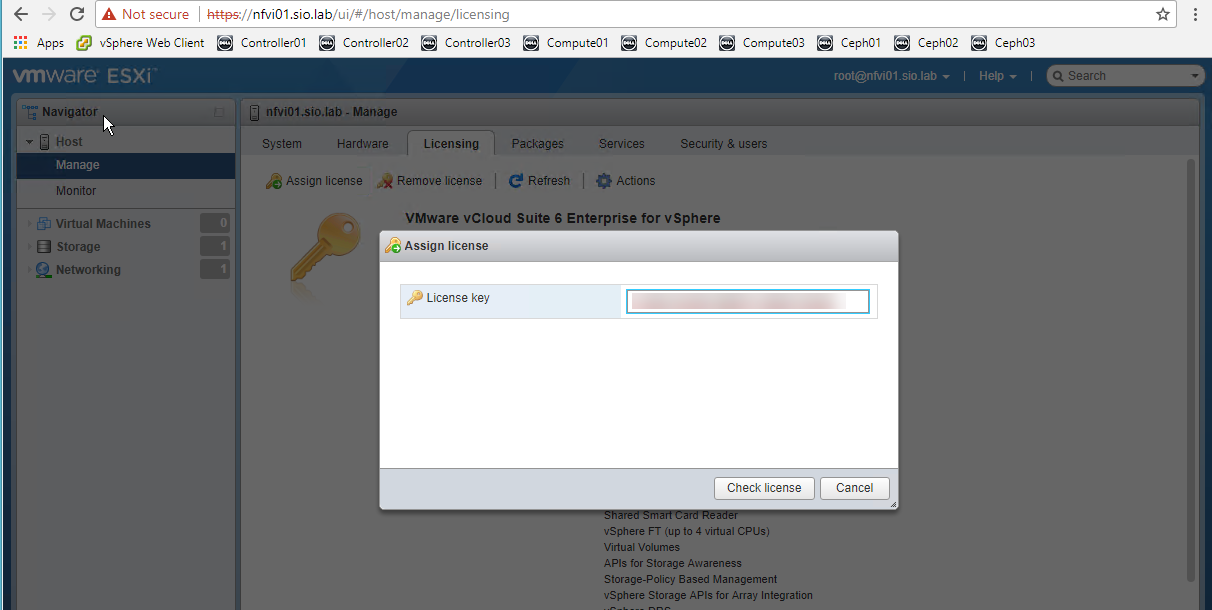 Not secure https://nfvi01.sio.lab/ui/#/host/manage/licensing
Apps vSphere Web Client Controller01 Controller02 Controller03 Compute01 Compute02 Compute03 Ceph01 Ceph02 Ceph03
vmware ESXi root@nfvi01.sio.lab Help Search
Navigator
nfvi01.sio.lab - Manage
Host
System Hardware Licensing Packages Services Security & users
Manage
Assign license Remove license Refresh Actions
Monitor
VMware vCloud Suite 6 Enterprise for vSphere
Virtual Machines 0
Storage 1
Networking 1
Assign license
License key
Check license Cancel
Shared Smart Card Reader
vSphere FT (up to 4 virtual CPUs)
Virtual Volumes
APIs for Storage Awareness
Storage-Policy Based Management
vSphere Storage APIs for Array Integration